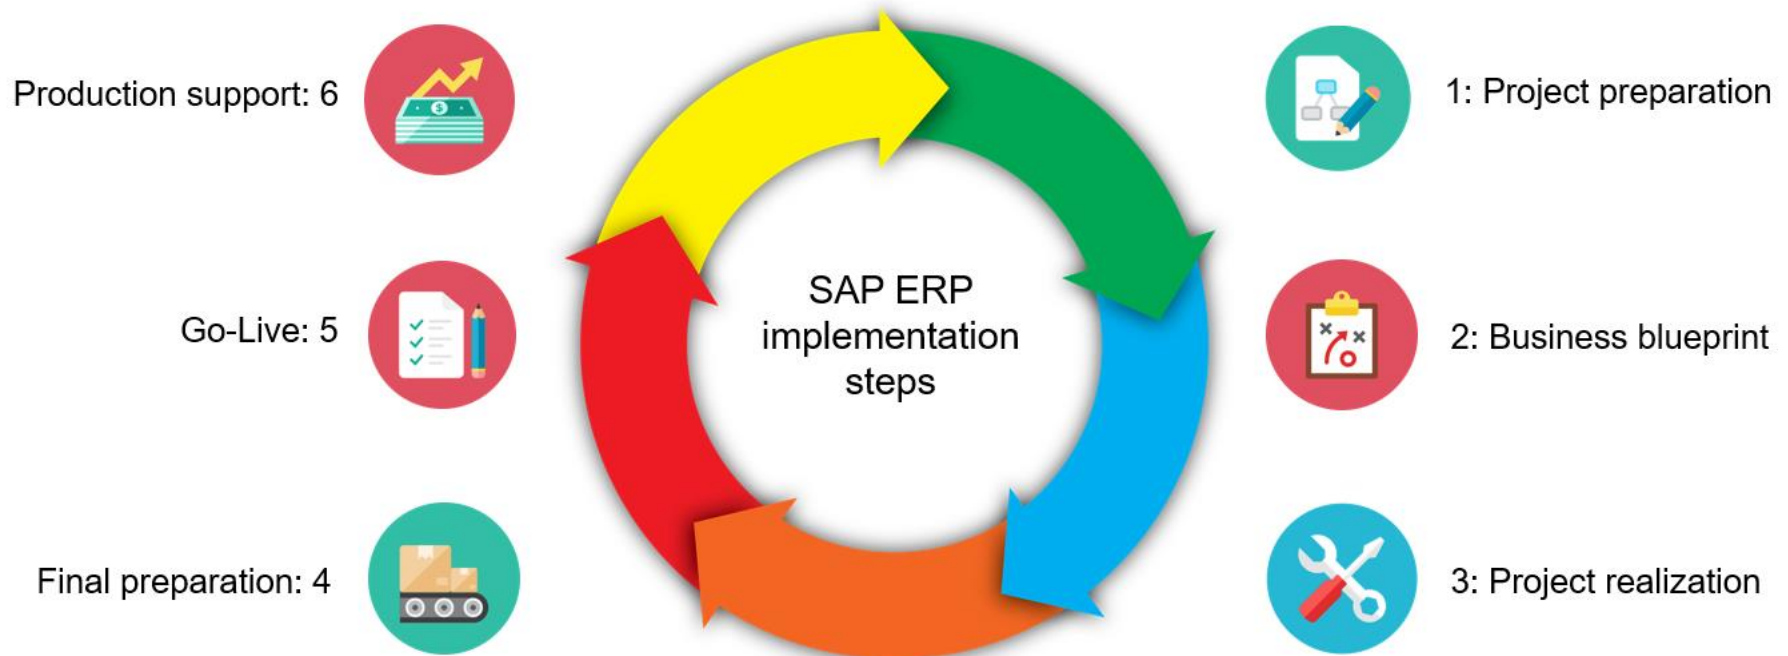 Production support: 6
1: Project preparation
SAP ERP
implementation
steps
Go-Live: 5
2: Business blueprint
Final preparation: 4
3: Project realization